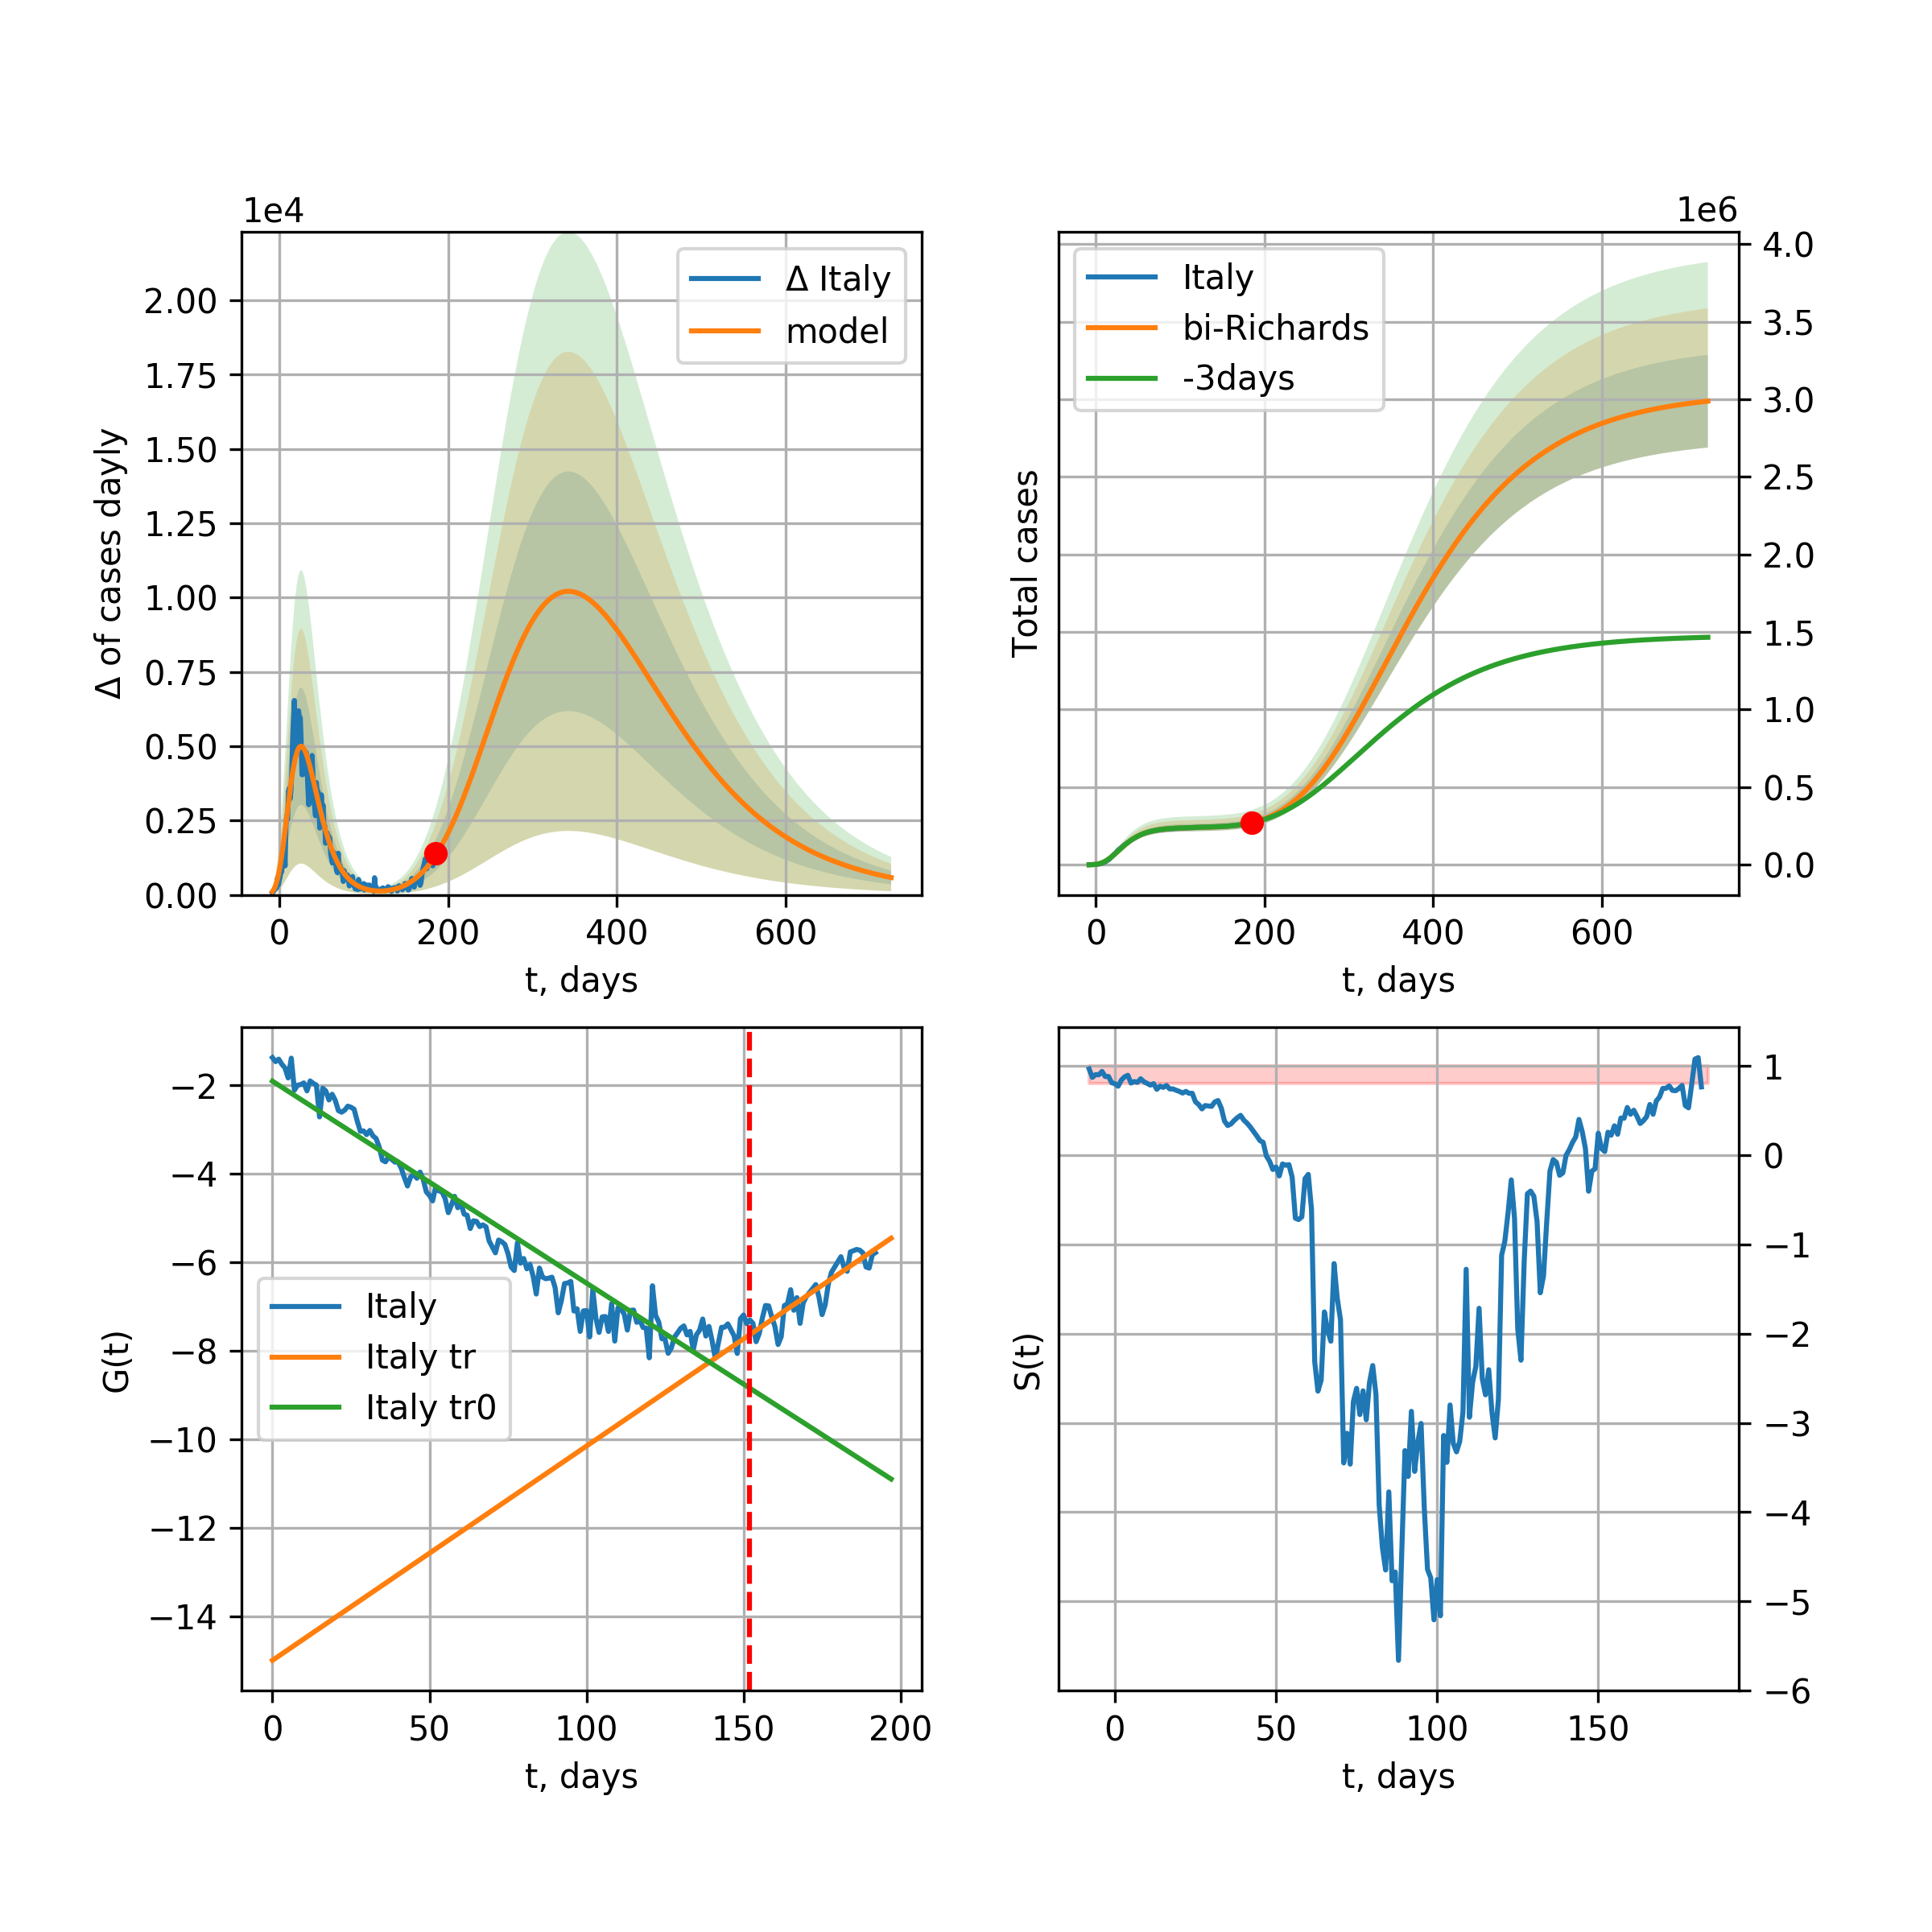 1e4
Δ of cases dayly
2.00
1.75
1.50
1.25
1.00
0.75
0.50
0.25
0.00
Δ Italy
model
0 200 400 600
t, days
1e6
Total cases
Italy
bi-Richards
-3days
4.0
3.5
3.0
2.5
2.0
1.5
1.0
0.5
0.0
0 200 400 600
t, days
G(t)
−2
−4
−6
−8
−10
−12
−14
Italy
Italy tr
Italy tr0
0 50 100 150 200
t, days
S(t)
1
0
−1
−2
−3
−4
−5
−6
0 50 100 150
t, days